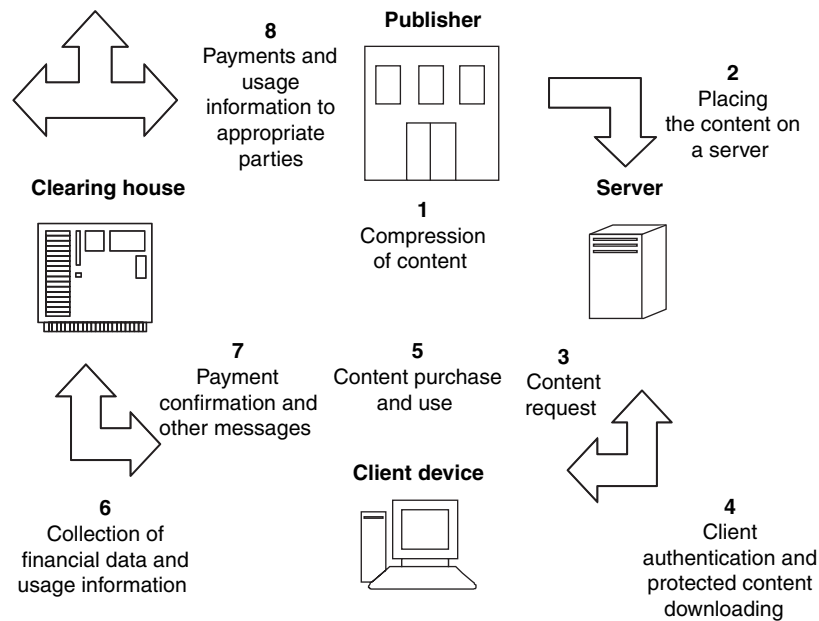 Publisher
8
Payments and
usage
information to
appropriate
parties
2
Placing
the content on
a server
Clearing house
Server
1
Compression
of content
7
Payment
confirmation and
other messages
5
Content purchase
and use
3
Content
request
Client device
6
Collection of
financial data and
usage information
4
Client
authentication and
protected content
downloading